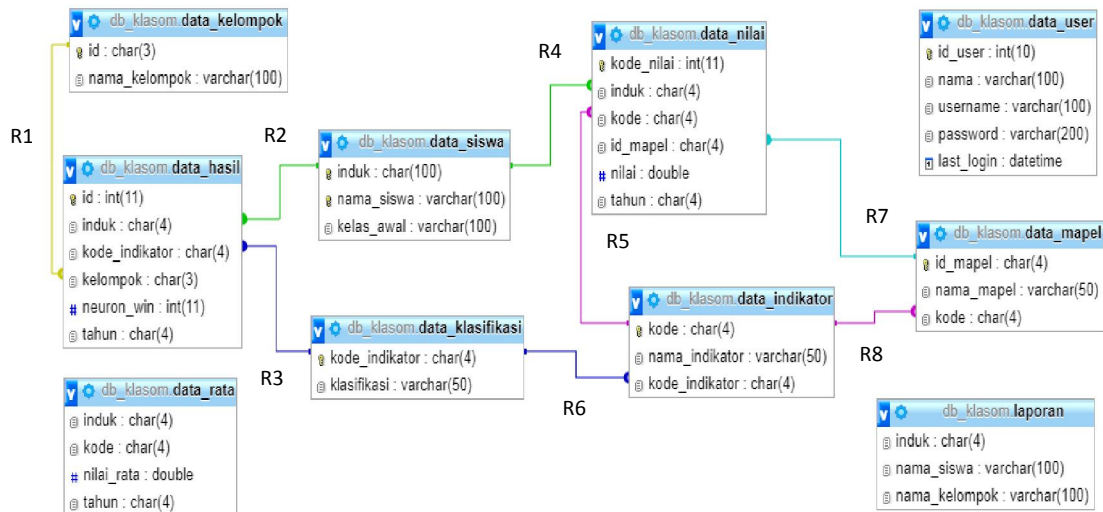 db_klasom.data_kelompok
id : char(3)
nama_kelompok : varchar(100)
R1
db_klasom.data_hasil
id : int(11)
induk : char(4)
kode_indikator : char(4)
kelompok : char(3)
# neuron_win : int(11)
tahun : char(4)
R2
db_klasom.data_siswa
induk : char(100)
nama_siswa : varchar(100)
kelas_awal : varchar(100)
R4
db_klasom.data_nilai
kode_nilai : int(11)
induk : char(4)
kode : char(4)
id_mapel : char(4)
# nilai : double
tahun : char(4)
db_klasom.data_user
id_user : int(10)
nama : varchar(100)
username : varchar(100)
password : varchar(200)
last_login : datetime
R5
R7
db_klasom.data_mapel
id_mapel : char(4)
nama_mapel : varchar(50)
kode : char(4)
R3
db_klasom.data_klasifikasi
kode_indikator : char(4)
klasifikasi : varchar(50)
R6
db_klasom.data_indikator
kode : char(4)
nama_indikator : varchar(50)
kode_indikator : char(4)
R8
db_klasom.data_rata
induk : char(4)
kode : char(4)
# nilai_rata : double
tahun : char(4)
db_klasom.laporan
induk : char(4)
nama_siswa : varchar(100)
nama_kelompok : varchar(100)